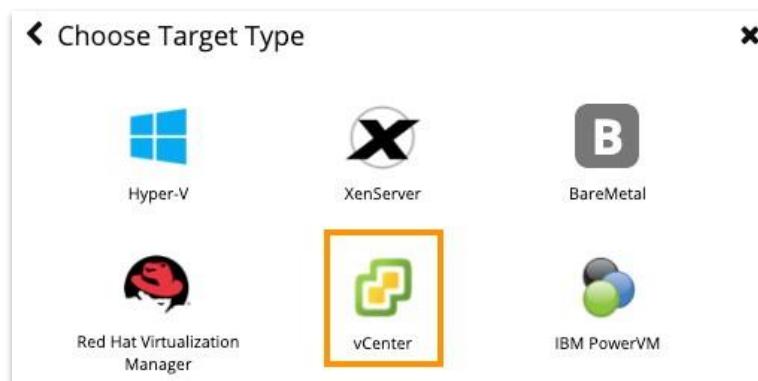 Choose Target Type
Hyper-V
XenServer
B
BareMetal
Red Hat Virtualization
Manager
vCenter
IBM PowerVM